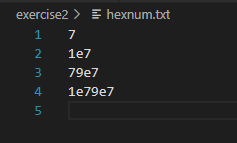 exercise2 > hexnum.txt
1 7
2 1e7
3 79e7
4 1e79e7
5